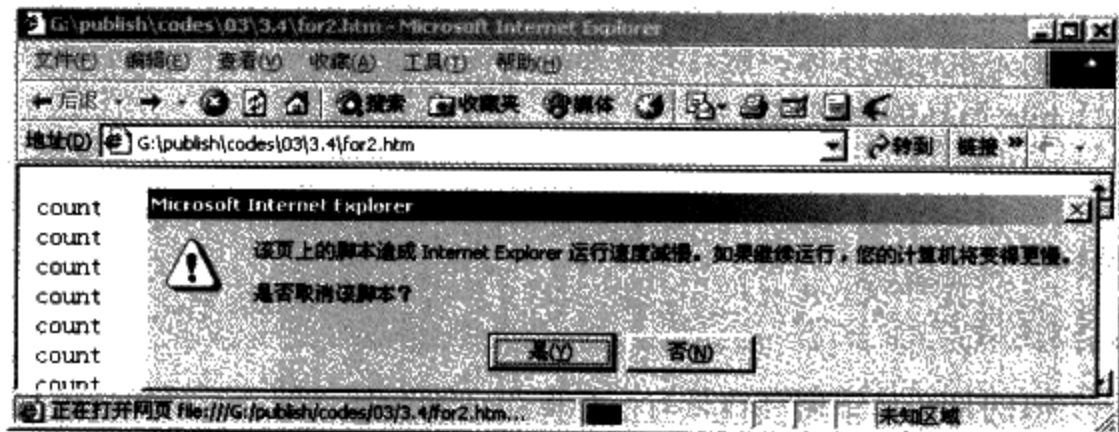 G:\publish\codes\03\3.4\for2.htm - Microsoft Internet Explorer
文件(F) 编辑(E) 查看(V) 收藏(A) 工具(T) 帮助(H)
后退 搜索 收藏夹 媒体
地址(D) G:\publish\codes\03\3.4\for2.htm 转到 链接 »
count
count
count
count
count
count
count
Microsoft Internet Explorer
该页上的脚本造成 Internet Explorer 运行速度减慢。如果继续运行，您的计算机将变得更慢。
是否取消该脚本？
是(Y) 否(N)
正在打开网页 file:///G:/publish/codes/03/3.4/for2.htm... 未知区域